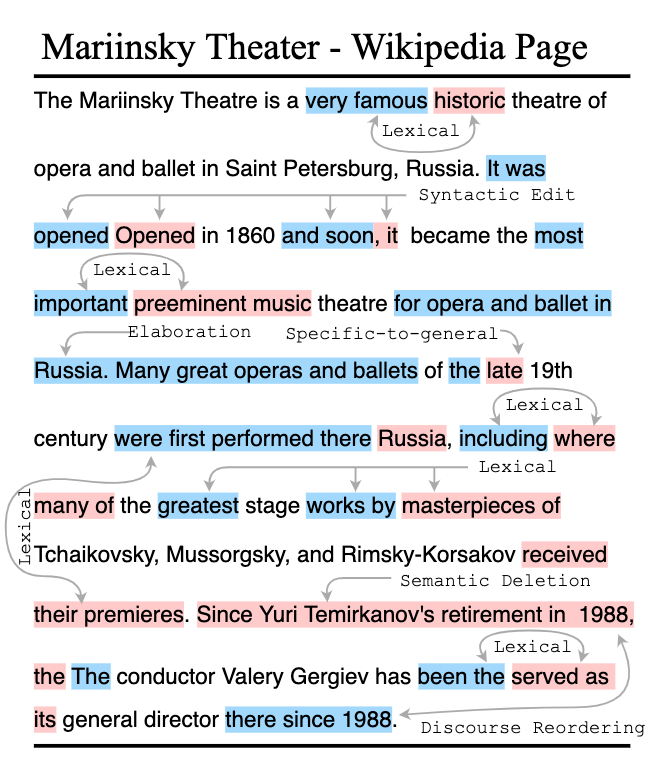 Mariinsky Theater - Wikipedia Page
The Mariinsky Theatre is a very famous historic theatre of
Lexical
opera and ballet in Saint Petersburg, Russia. It was
Syntactic Edit
opened Opened in 1860 and soon, it became the most
Lexical
important preeminent music theatre for opera and ballet in
Elaboration Specific-to-general
Russia. Many great operas and ballets of the late 19th
Lexical
century were first performed there Russia, including where
Lexical
Lexical
many of the greatest stage works by masterpieces of
Tchaikovsky, Mussorgsky, and Rimsky-Korsakov received
Semantic Deletion
their premieres. Since Yuri Temirkanov's retirement in 1988,
Lexical
the The conductor Valery Gergiev has been the served as
its general director there since 1988.
Discourse Reordering